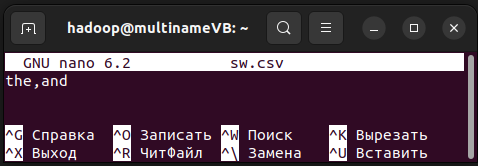 hadoop@multinameVB: ~
GNU nano 6.2 sw.csv
the,and
^G Справка ^O Записать ^W Поиск ^K Вырезать
^X Выход ^R ЧитФайл ^\ Замена ^U Вставить